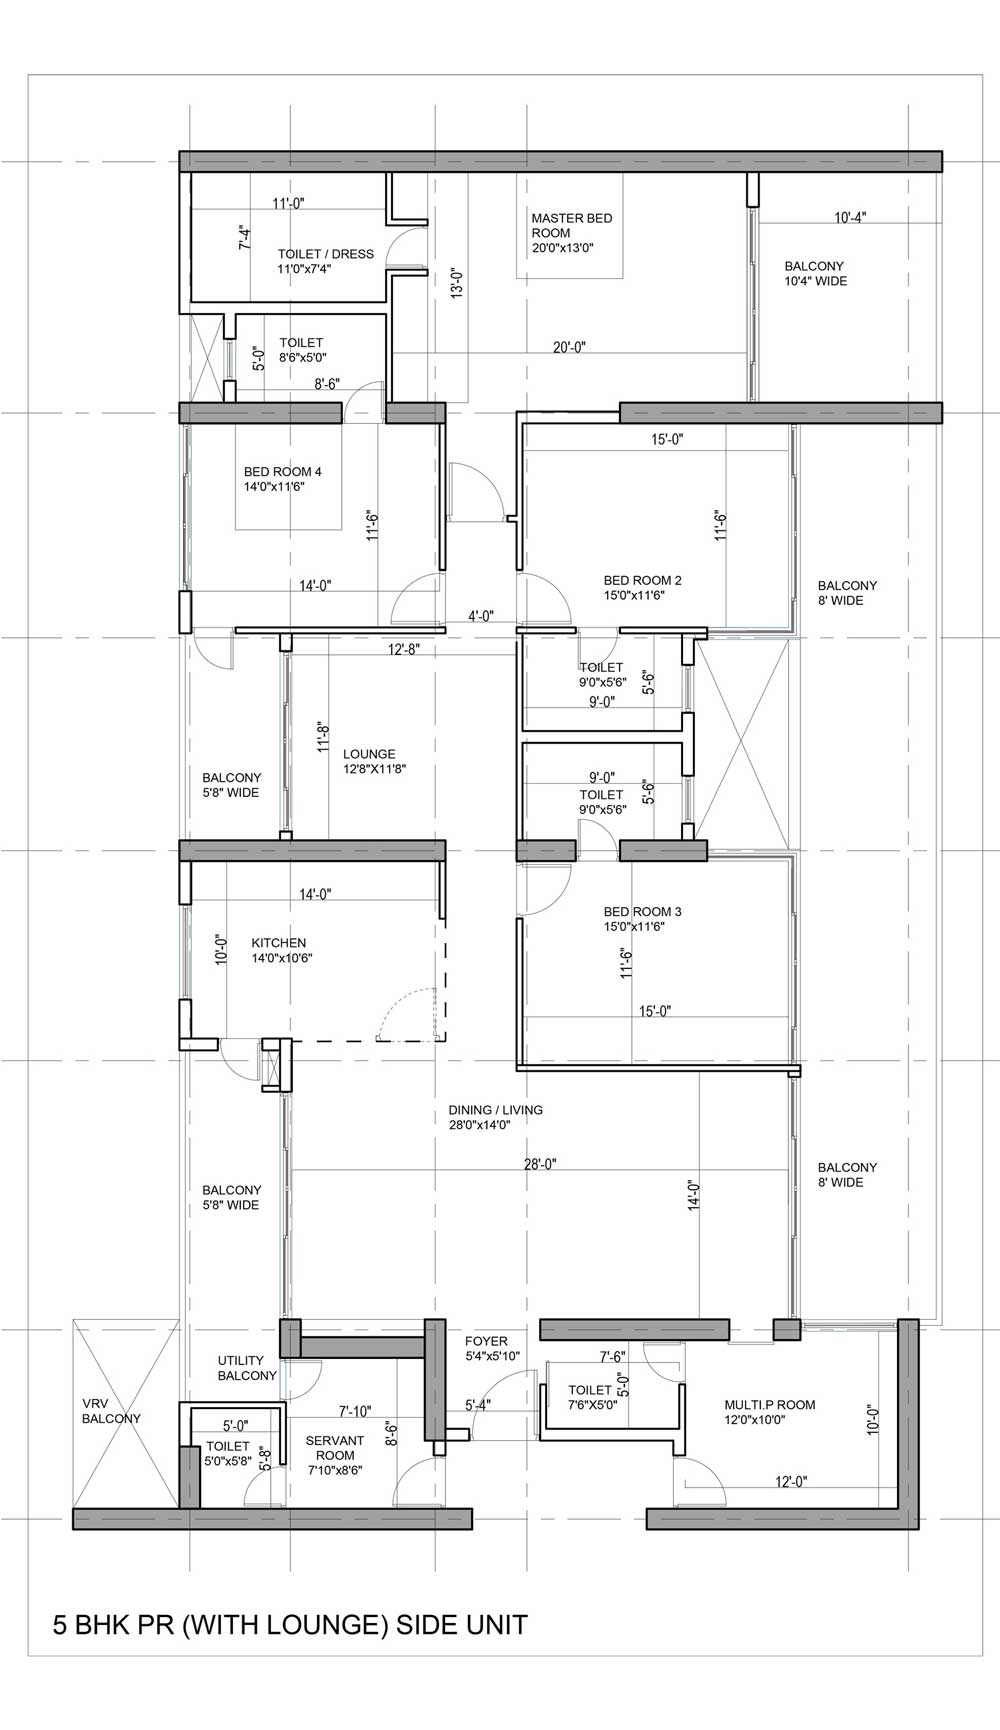 11'-0"
7'-4"
TOILET / DRESS
11'0"x7'4"
MASTER BED
ROOM
20'0"x13'0"
13'-0"
20'-0"
10'-4"
BALCONY
10'4" WIDE
TOILET
8'6"x5'0"
5'-0"
8'-6"
BED ROOM 4
14'0"x11'6"
11'-6"
14'-0"
15'-0"
11'-6"
BED ROOM 2
15'0"x11'6"
BALCONY
8' WIDE
4'-0"
12'-8"
11'-8"
LOUNGE
12'8"X11'8"
BALCONY
5'8" WIDE
TOILET
9'0"x5'6"
5'-6"
9'-0"
9'-0"
TOILET
9'0"x5'6"
5'-6"
14'-0"
10'-0"
KITCHEN
14'0"x10'6"
BED ROOM 3
15'0"x11'6"
11'-6"
15'-0"
DINING / LIVING
28'0"x14'0"
28'-0"
14'-0"
BALCONY
5'8" WIDE
BALCONY
8' WIDE
FOYER
5'4"x5'10"
5'-4"
UTILITY
BALCONY
VRV
BALCONY
7'-6"
5'-0"
TOILET
7'6"X5'0"
MULTI.P ROOM
12'0"x10'0"
10'-0"
12'-0"
7'-10"
8'-6"
SERVANT
ROOM
7'10"x8'6"
5'-0"
TOILET
5'0"x5'8"
5'-8"
5 BHK PR (WITH LOUNGE) SIDE UNIT